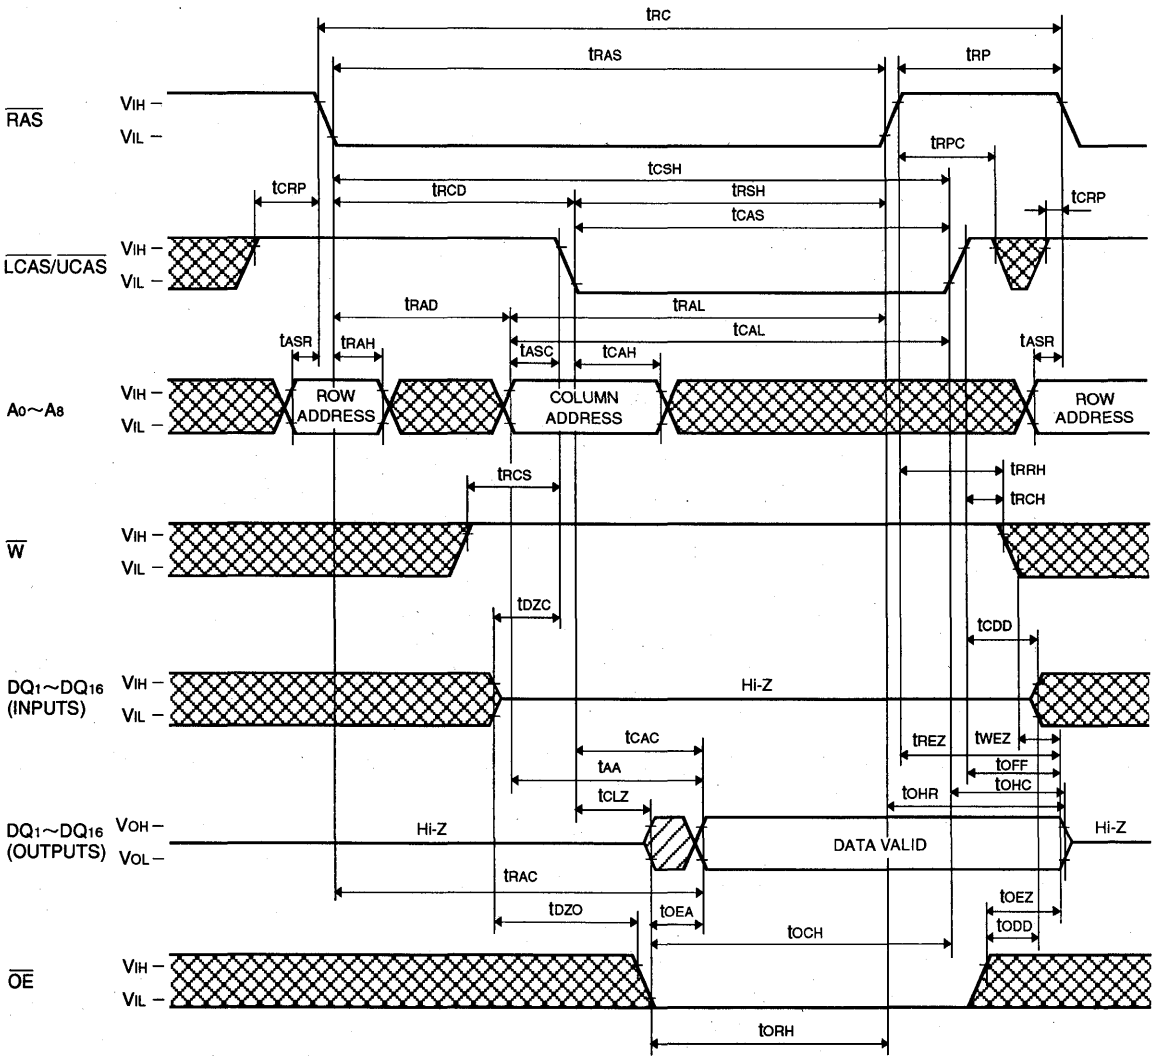 tRC
tRAS
tRP
RAS
VIH
VIL
tRPC
tCSH
tCRP
tRCD
tRSH
tCRP
tCAS
LCAS/UCAS
VIH
VIL
tRAD
tRAL
tCAL
tASR
tRAH
tASC
tCAH
tASR
A0~A8
VIH
VIL
ROW
ADDRESS
COLUMN
ADDRESS
ROW
ADDRESS
tRCS
tRRH
tRCH
W
VIH
VIL
tDZC
tCDD
DQ1~DQ16
(INPUTS)
VIH
VIL
Hi-Z
tCAC
tREZ
tWEZ
tAA
tOFF
tCLZ
tOHR
tOHC
DQ1~DQ16
(OUTPUTS)
VOH
VOL
Hi-Z
DATA VALID
Hi-Z
tRAC
tDZO
tOEA
tOEZ
tOCH
tODD
OE
VIH
VIL
tORH